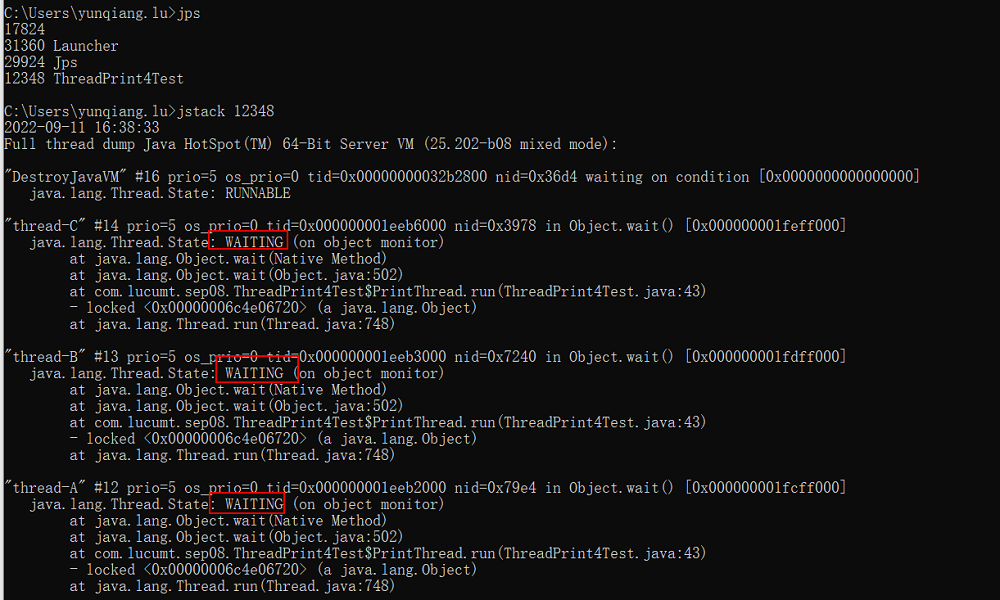 C:\Users\yunqiang.lu>jps
17824
31360 Launcher
29924 Jps
12348 ThreadPrint4Test
C:\Users\yunqiang.lu>jstack 12348
2022-09-11 16:38:33
Full thread dump Java HotSpot(TM) 64-Bit Server VM (25.202-b08 mixed mode):
"DestroyJavaVM" #16 prio=5 os_prio=0 tid=0x00000000032b2800 nid=0x36d4 waiting on condition [0x0000000000000000]
java.lang.Thread.State: RUNNABLE
"thread-C" #14 prio=5 os_prio=0 tid=0x000000001eeb6000 nid=0x3978 in Object.wait() [0x000000001feff000]
java.lang.Thread.State: WAITING (on object monitor)
at java.lang.Object.wait(Native Method)
at java.lang.Object.wait(Object.java:502)
at com.lucumt.sep08.ThreadPrint4Test$PrintThread.run(ThreadPrint4Test.java:43)
- locked <0x00000006c4e06720> (a java.lang.Object)
at java.lang.Thread.run(Thread.java:748)
"thread-B" #13 prio=5 os_prio=0 tid=0x000000001eeb3000 nid=0x7240 in Object.wait() [0x000000001fdff000]
java.lang.Thread.State: WAITING (on object monitor)
at java.lang.Object.wait(Native Method)
at java.lang.Object.wait(Object.java:502)
at com.lucumt.sep08.ThreadPrint4Test$PrintThread.run(ThreadPrint4Test.java:43)
- locked <0x00000006c4e06720> (a java.lang.Object)
at java.lang.Thread.run(Thread.java:748)
"thread-A" #12 prio=5 os_prio=0 tid=0x000000001eeb2000 nid=0x79e4 in Object.wait() [0x000000001fcff000]
java.lang.Thread.State: WAITING (on object monitor)
at java.lang.Object.wait(Native Method)
at java.lang.Object.wait(Object.java:502)
at com.lucumt.sep08.ThreadPrint4Test$PrintThread.run(ThreadPrint4Test.java:43)
- locked <0x00000006c4e06720> (a java.lang.Object)
at java.lang.Thread.run(Thread.java:748)